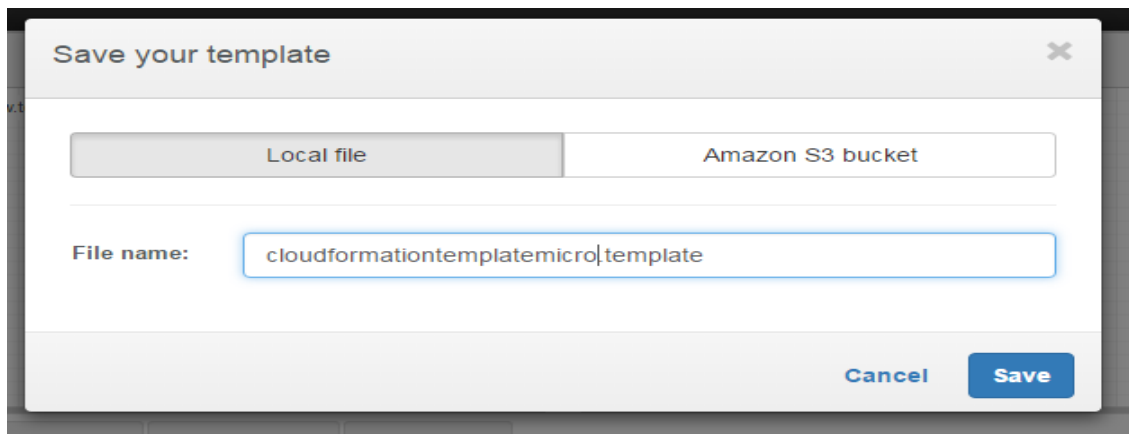 Save your template
v.t
Local file Amazon S3 bucket
File name: cloudformationtemplatemicro.template
Cancel Save